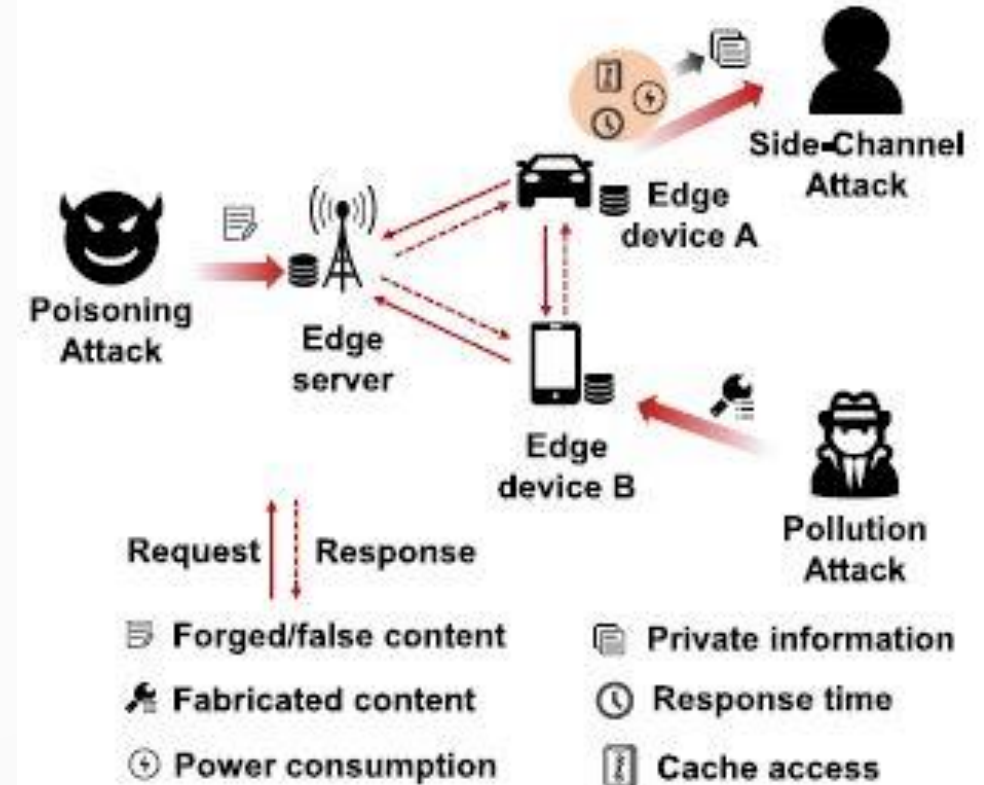 Side-Channel
Attack
Edge
device A
Poisoning
Attack
Edge
server
Edge
device B
Pollution
Attack
Request
Response
Forged/false content
Private information
Fabricated content
Response time
Power consumption
Cache access